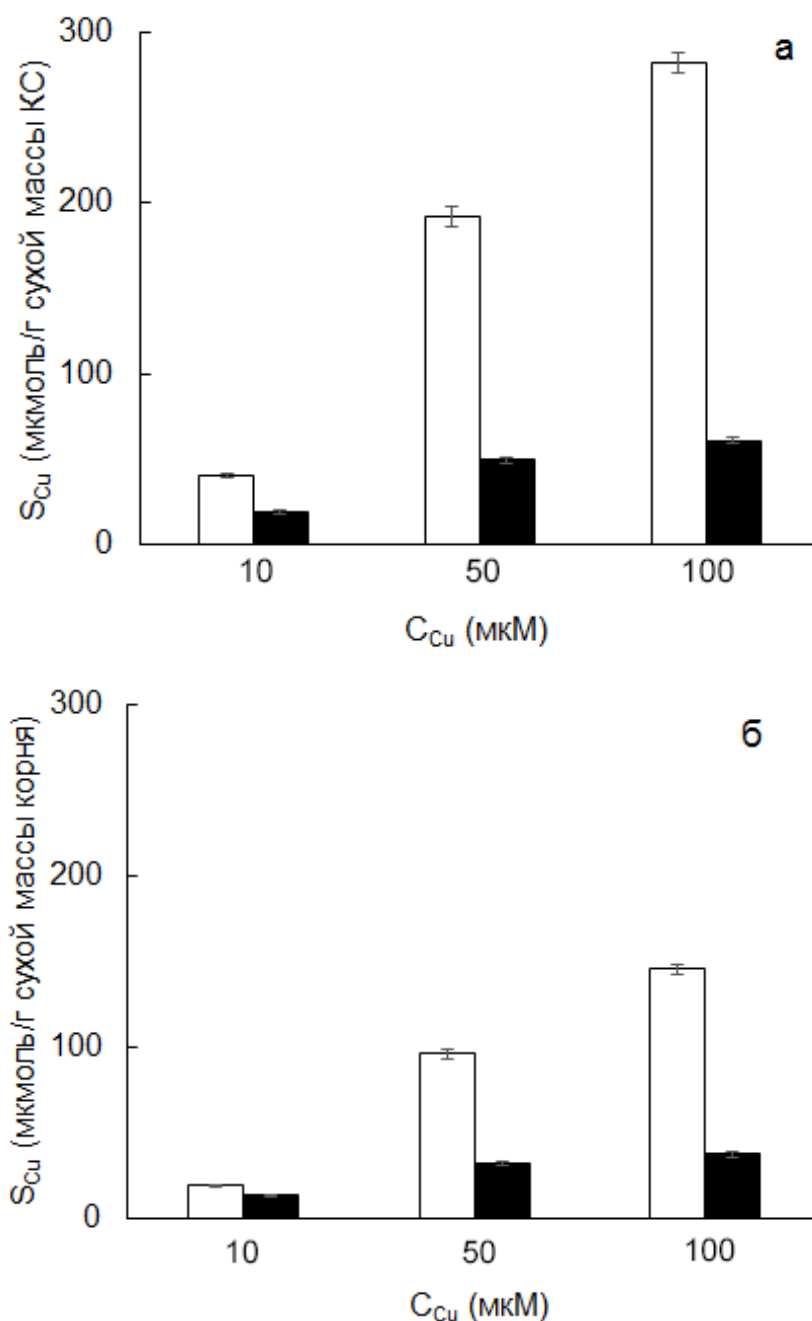 300
а
200
100
0
S_Cu (мкмоль/г сухой массы КС)
10 50 100
C_Cu (мкМ)
300
б
200
100
0
S_Cu (мкмоль/г сухой массы корня)
10 50 100
C_Cu (мкМ)